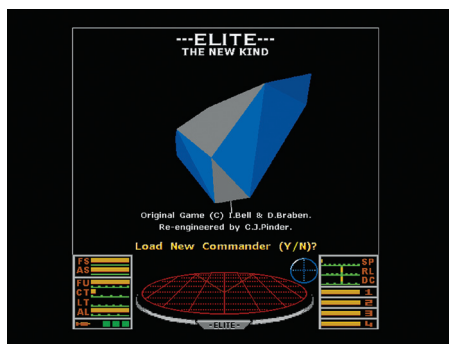 ---ELITE---
THE NEW KIND
Original Game (C) I.Bell & D.Braben.
Re-engineered by C.J.Pinder.
Load New Commander (Y/N)?
FS
AS
FU
CT
LT
AL
SP
RL
DC
1
2
3
4
-ELITE-